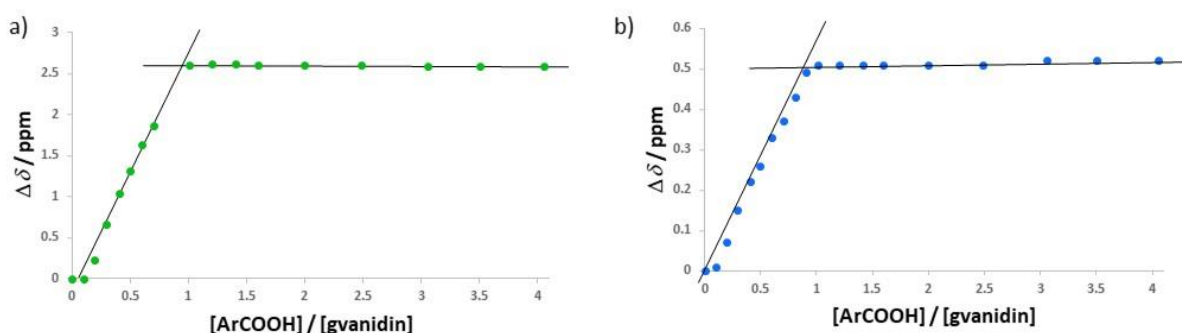 a)
3
2.5
2
1.5
1
0.5
0
Δδ / ppm
0 0.5 1 1.5 2 2.5 3 3.5 4
[ArCOOH] / [gvanidin]
b)
0.6
0.5
0.4
0.3
0.2
0.1
0
Δδ / ppm
0 0.5 1 1.5 2 2.5 3 3.5 4
[ArCOOH] / [gvanidin]